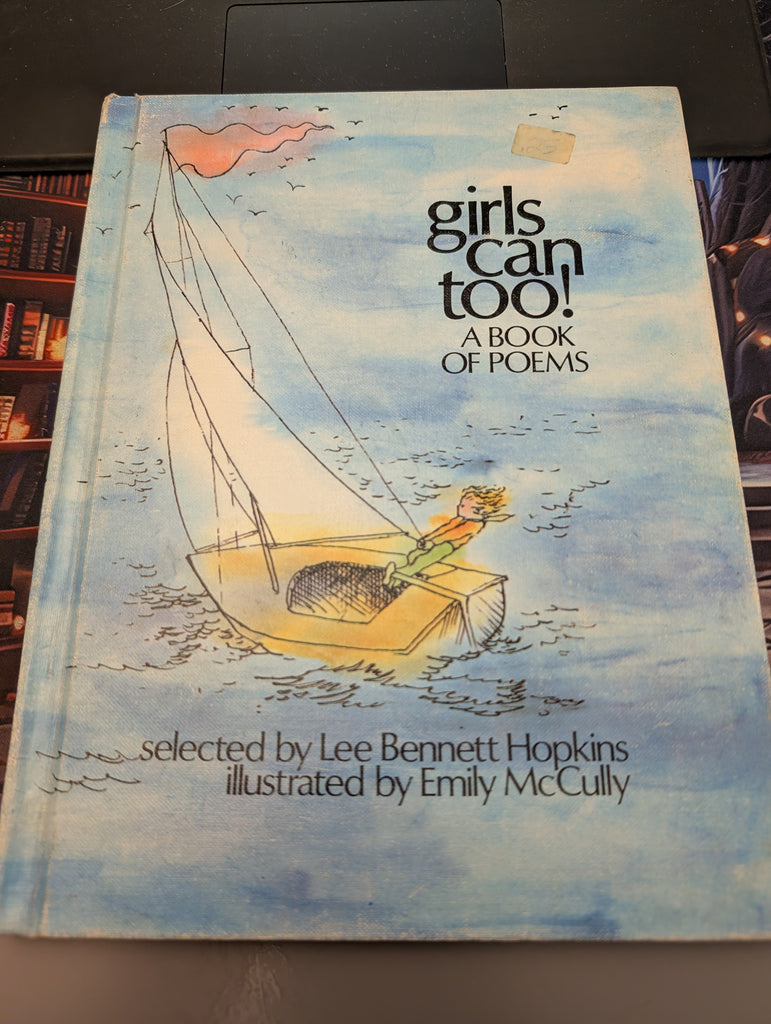 girls
can
too!
A BOOK
OF POEMS
selected by Lee Bennett Hopkins
illustrated by Emily McCully